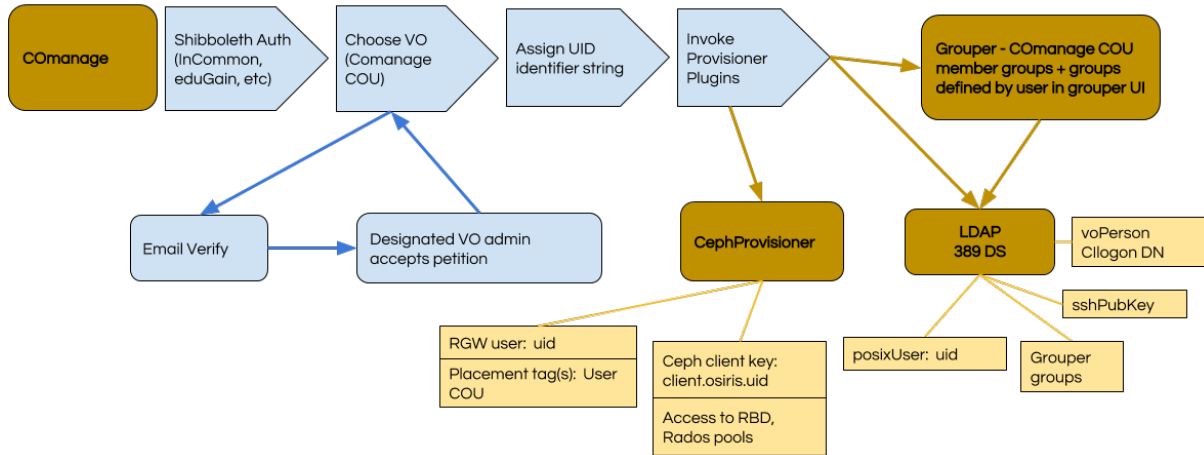 COmanage
Shibboleth Auth
(InCommon,
eduGain, etc)
Choose VO
(Comanage
COU)
Assign UID
identifier string
Invoke
Provisioner
Plugins
Grouper - COmanage COU
member groups + groups
defined by user in grouper UI
Email Verify
Designated VO admin
accepts petition
CephProvisioner
LDAP
389 DS
voPerson
CIlogon DN
sshPubKey
RGW user: uid
Placement tag(s): User
COU
Ceph client key:
client.osiris.uid
Access to RBD,
Rados pools
posixUser: uid
Grouper
groups